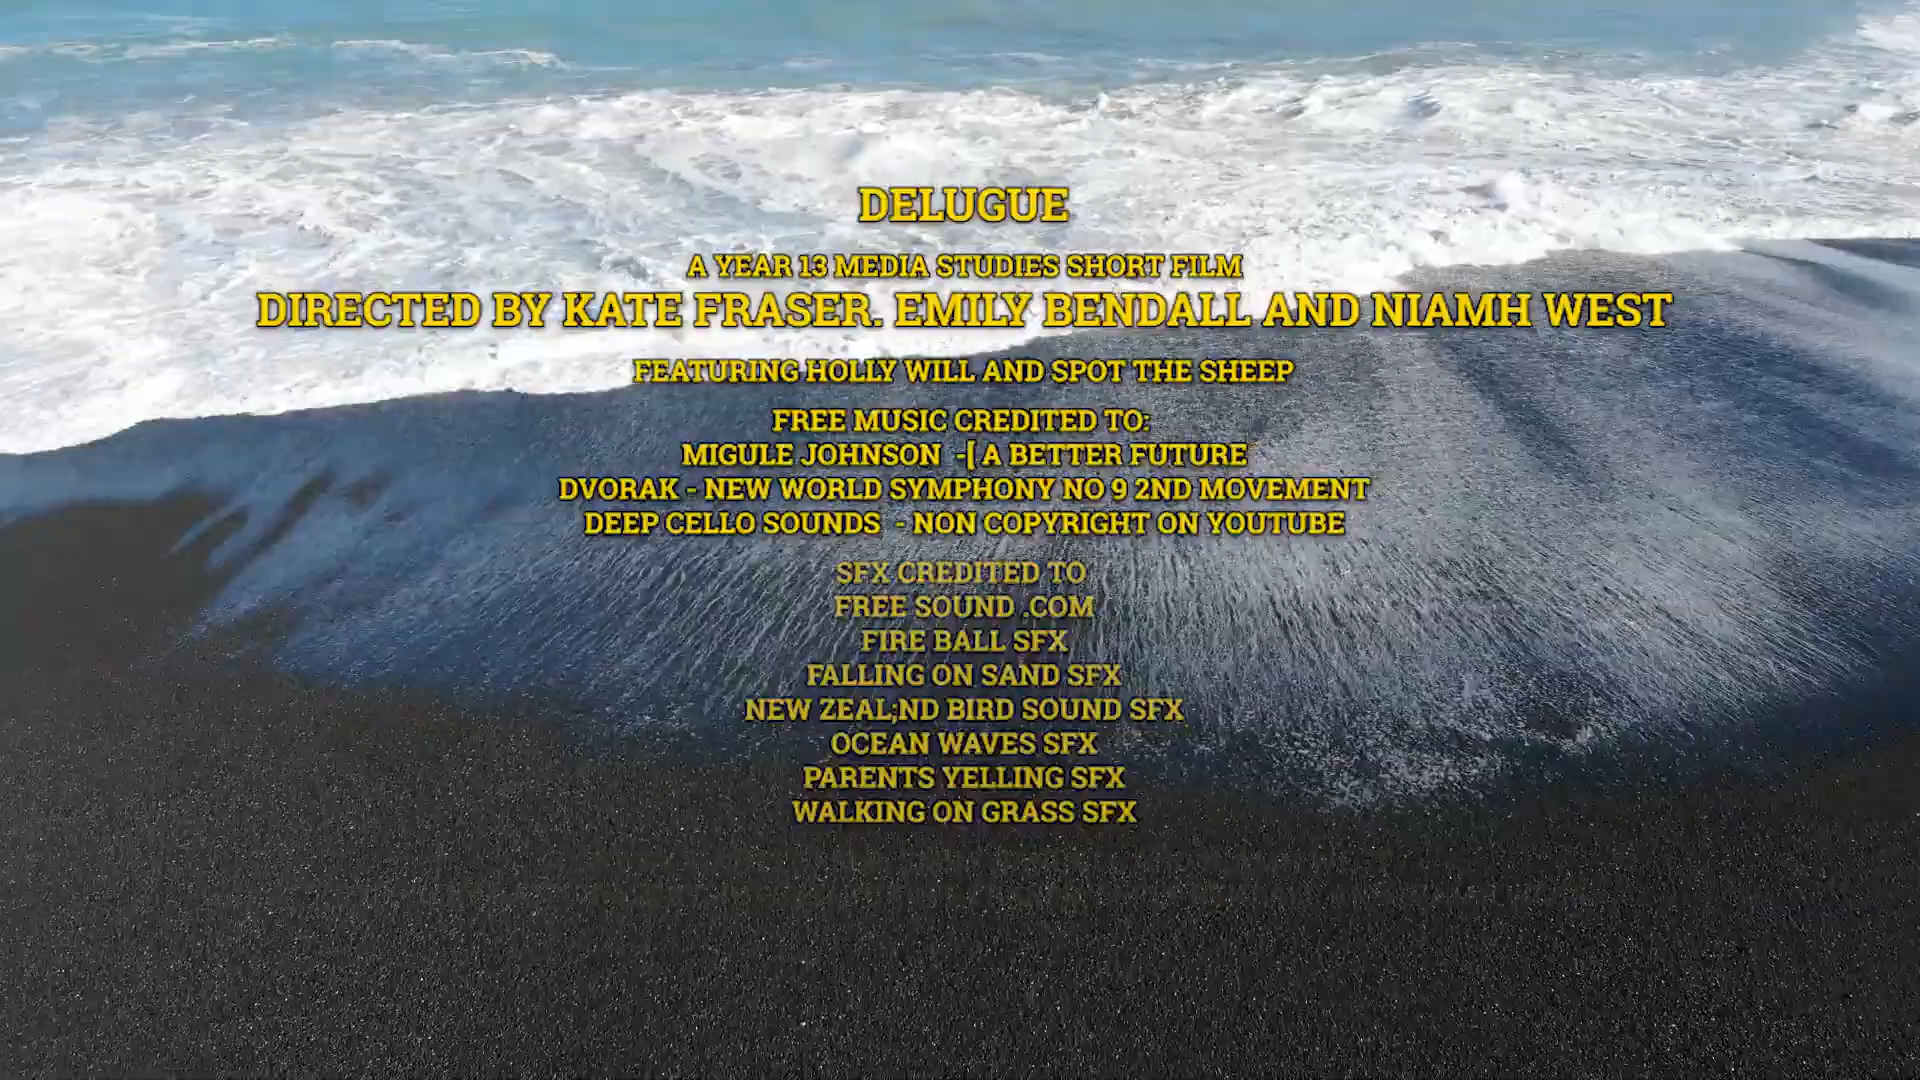 DELUGUE
A YEAR 13 MEDIA STUDIES SHORT FILM
DIRECTED BY KATE FRASER. EMILY BENDALL AND NIAMH WEST
FEATURING HOLLY WILL AND SPOT THE SHEEP
FREE MUSIC CREDITED TO:
MIGULE JOHNSON -[ A BETTER FUTURE
DVORAK - NEW WORLD SYMPHONY NO 9 2ND MOVEMENT
DEEP CELLO SOUNDS - NON COPYRIGHT ON YOUTUBE
SFX CREDITED TO
FREE SOUND .COM
FIRE BALL SFX
FALLING ON SAND SFX
NEW ZEAL;ND BIRD SOUND SFX
OCEAN WAVES SFX
PARENTS YELLING SFX
WALKING ON GRASS SFX